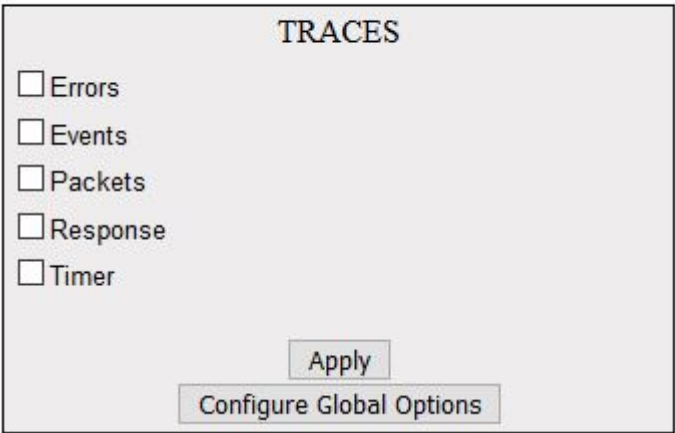 TRACES
Errors
Events
Packets
Response
Timer
Apply
Configure Global Options